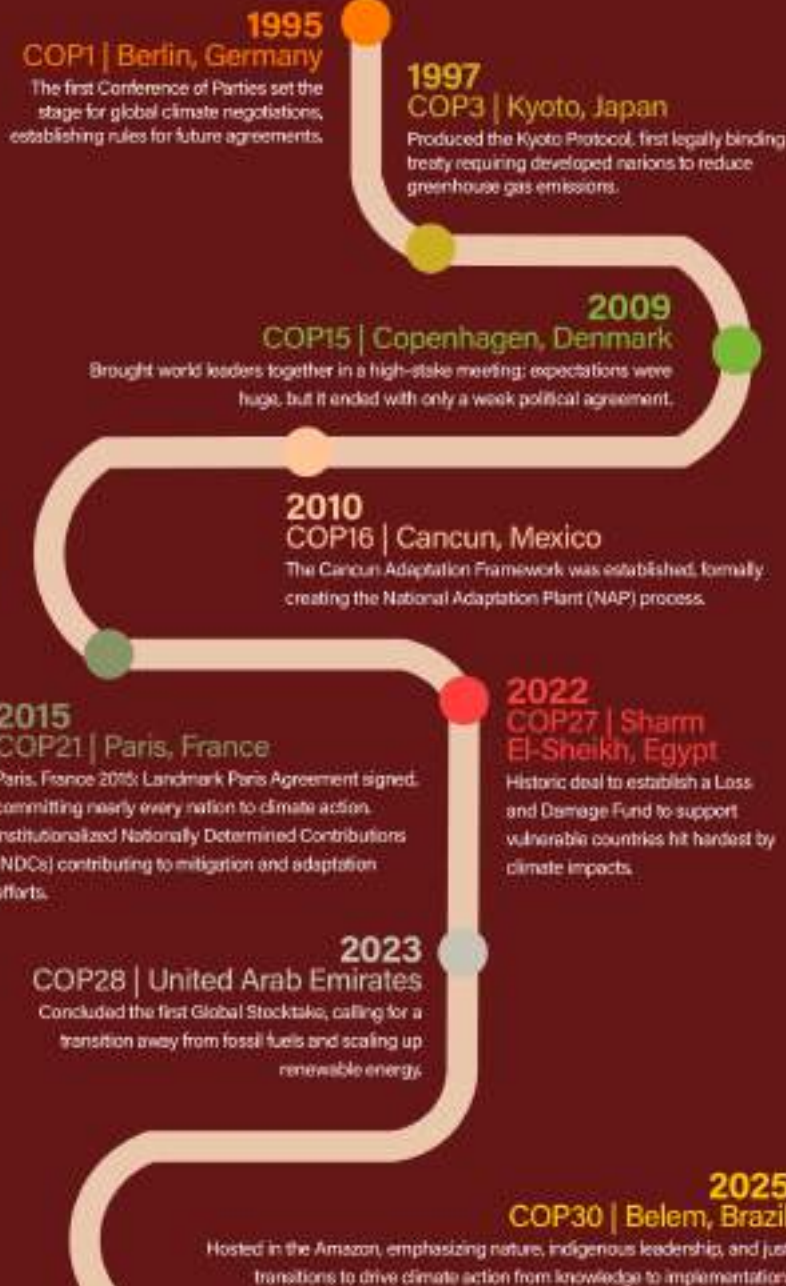 1995
COP1 | Berlin, Germany
The first Conference of Parties set the
stage for global climate negotiations,
establishing rules for future agreements.
1997
COP3 | Kyoto, Japan
Produced the Kyoto Protocol, first legally binding
treaty requiring developed narions to reduce
greenhouse gas emissions.
2009
COP15 | Copenhagen, Denmark
Brought world leaders together in a high-stake meeting; expectations were
huge, but it ended with only a week political agreement.
2010
COP16 | Cancun, Mexico
The Cancun Adaptation Framework was established, formally
creating the National Adaptation Plant (NAP) process.
2015
COP21 | Paris, France
Paris, France 2015: Landmark Paris Agreement signed,
committing nearly every nation to climate action.
Institutionalized Nationally Determined Contributions
(NDCs) contributing to mitigation and adaptation
efforts.
2022
COP27 | Sharm
El-Sheikh, Egypt
Historic deal to establish a Loss
and Damage Fund to support
vulnerable countries hit hardest by
climate impacts.
2023
COP28 | United Arab Emirates
Concluded the first Global Stocktake, calling for a
transition away from fossil fuels and scaling up
renewable energy.
2025
COP30 | Belem, Brazil
Hosted in the Amazon, emphasizing nature, indigenous leadership, and just
transitions to drive climate action from knowledge to implementation